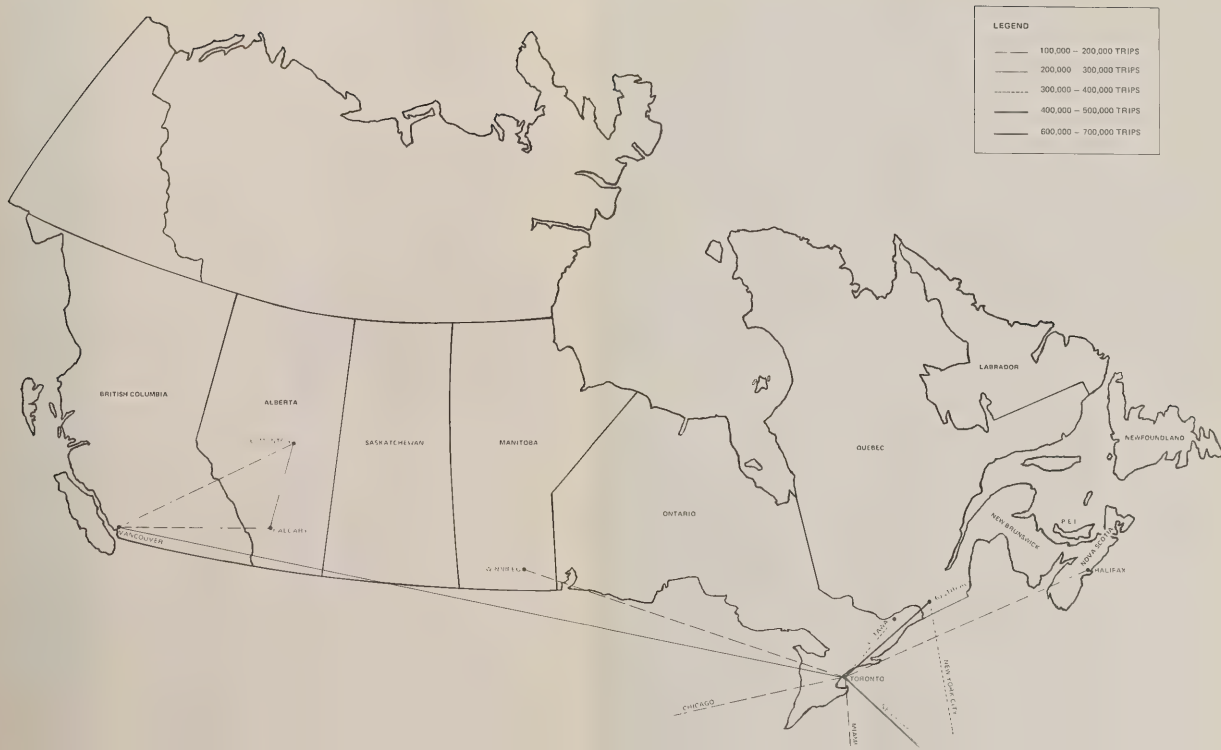 LEGEND
100,000 – 200,000 TRIPS
200,000 300,000 TRIPS
300,000 – 400,000 TRIPS
400,000 – 500,000 TRIPS
600,000 – 700,000 TRIPS
LABRADOR
BRITISH COLUMBIA
ALBERTA
SASKATCHEWAN
MANITOBA
QUEBEC
NEWFOUNDLAND
ONTARIO
P E I
NEW BRUNSWICK
NOVA SCOTIA
VANCOUVER
HALIFAX
TORONTO
CHICAGO
MIAMI
NEW YORK CITY